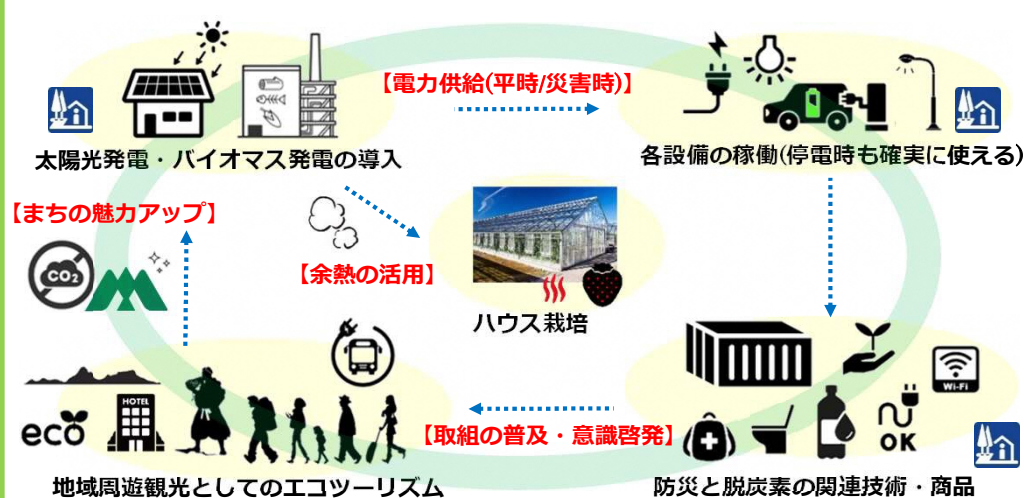 【電力供給(平時/災害時)】
太陽光発電・バイオマス発電の導入
各設備の稼働(停電時も確実に使える)
【まちの魅力アップ】
CO2
【余熱の活用】
ハウス栽培
HOTEL
eco
Wi-Fi
OK
【取組の普及・意識啓発】
地域周遊観光としてのエコツーリズム
防災と脱炭素の関連技術・商品